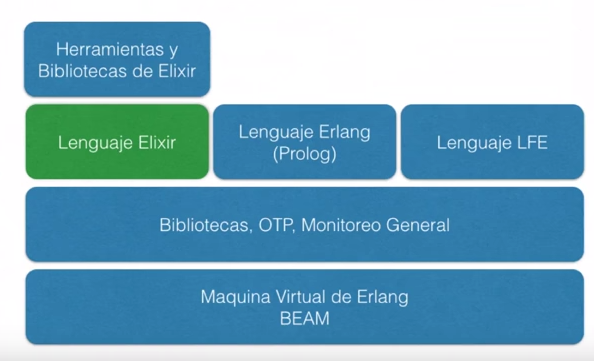 Herramientas y
Bibliotecas de Elixir
Lenguaje Elixir
Lenguaje Erlang
(Prolog)
Lenguaje LFE
Bibliotecas, OTP, Monitoreo General
Maquina Virtual de Erlang
BEAM